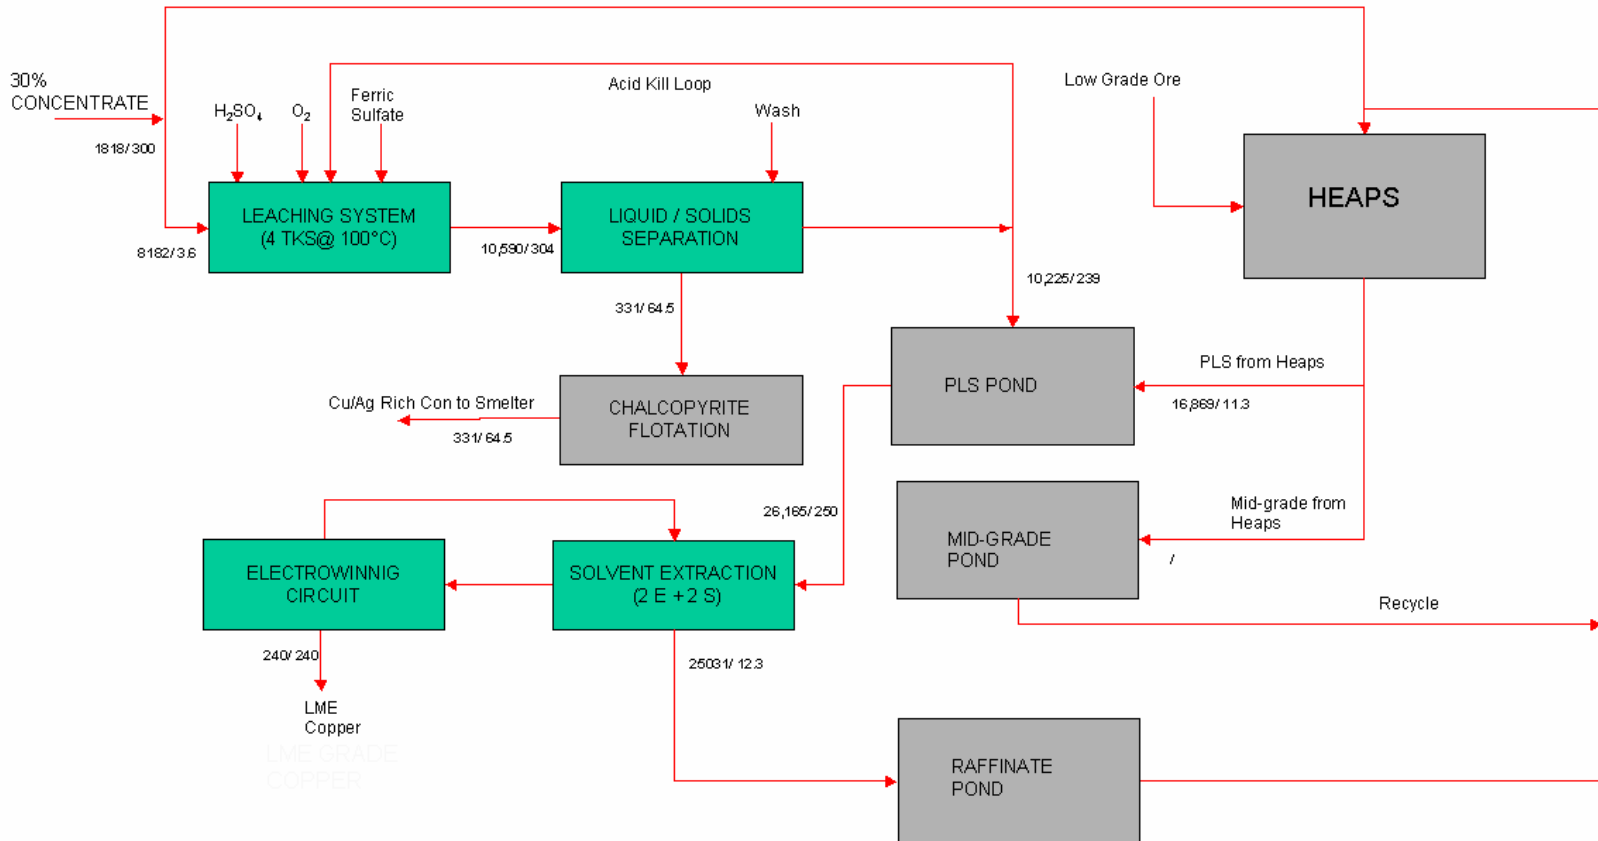 30%
CONCENTRATE
1818/300
H₂SO₄
O₂
Ferric
Sulfate
Acid Kill Loop
Wash
Low Grade Ore
HEAPS
LEACHING SYSTEM
(4 TKS@ 100°C)
LIQUID / SOLIDS
SEPARATION
8182/3.6
10,590/304
10,225/239
331/64.5
PLS from Heaps
16,869/11.3
PLS POND
Cu/Ag Rich Con to Smelter
331/64.5
CHALCOPYRITE
FLOTATION
26,165/250
Mid-grade from
Heaps
/
MID-GRADE
POND
Recycle
ELECTROWINNIG
CIRCUIT
SOLVENT EXTRACTION
(2 E + 2 S)
240/240
25031/12.3
LME
Copper
LME GRADE
COPPER
RAFFINATE
POND